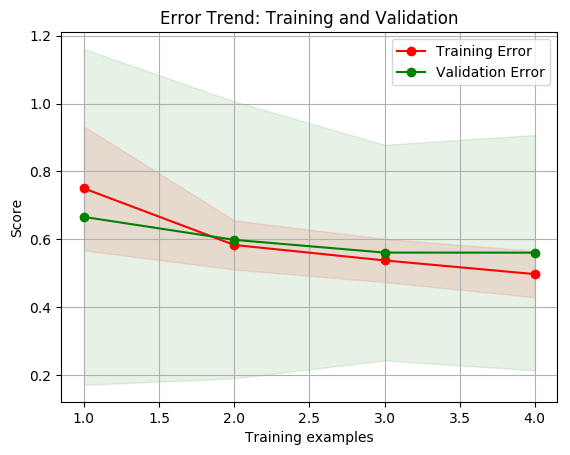 Error Trend: Training and Validation
Training Error
Validation Error
1.2
1.0
0.8
0.6
0.4
0.2
Score
1.0 1.5 2.0 2.5 3.0 3.5 4.0
Training examples